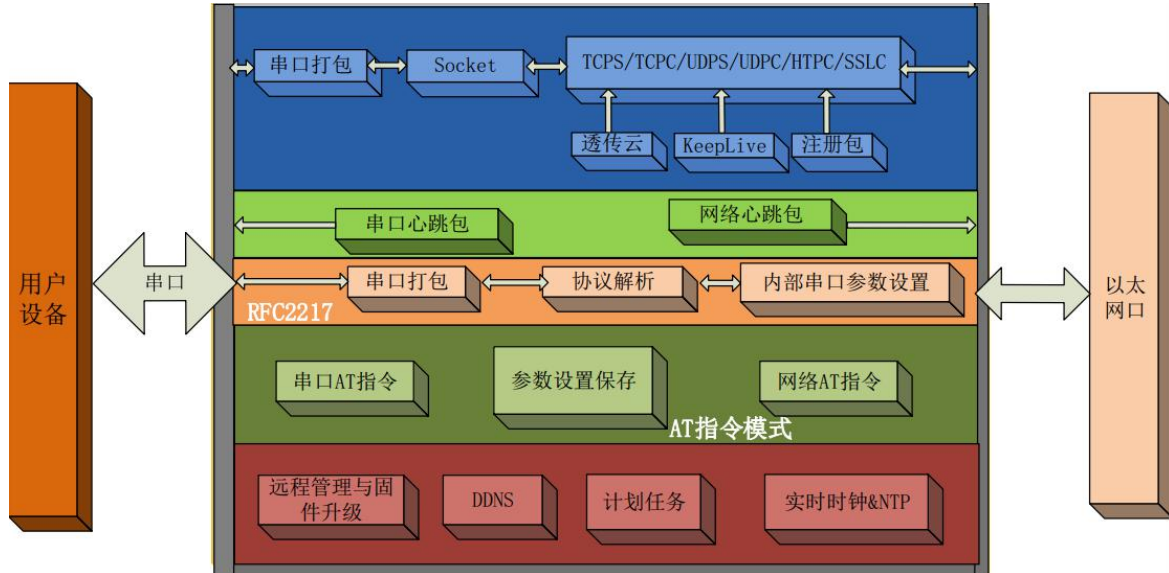 串口打包
Socket
TCPS/TCPC/UDPS/UDPC/HTPC/SSLC
透传云
KeepLive
注册包
串口心跳包
网络心跳包
用户
设备
串口
串口打包
协议解析
内部串口参数设置
RFC2217
以太
网口
串口AT指令
参数设置保存
网络AT指令
AT指令模式
远程管理与固
件升级
DDNS
计划任务
实时时钟&NTP